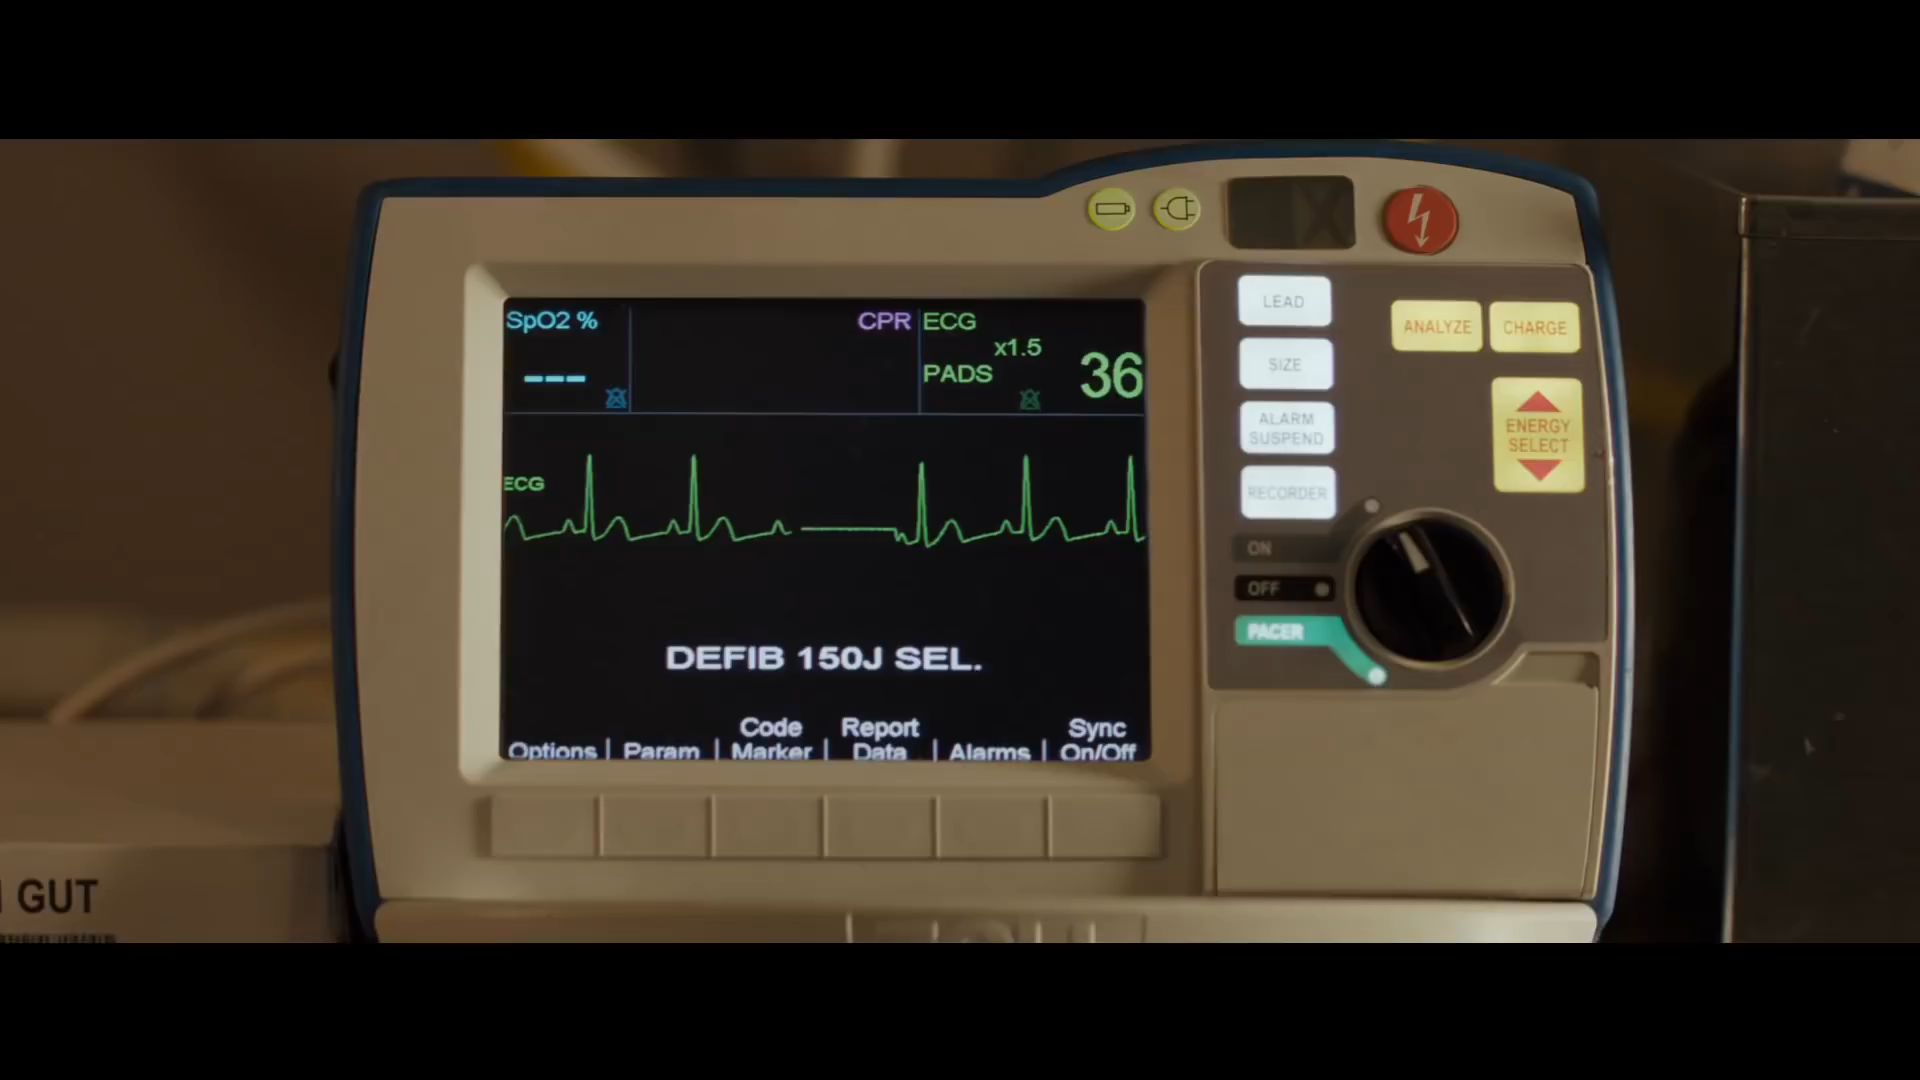 SpO2 %
---
CPR
ECG
x1.5
PADS
36
ECG
DEFIB 150J SEL.
Options
Param
Code
Marker
Report
Data
Alarms
Sync
On/Off
LEAD
SIZE
ALARM
SUSPEND
RECORDER
ANALYZE
CHARGE
ENERGY
SELECT
ON
OFF
PACER
GUT